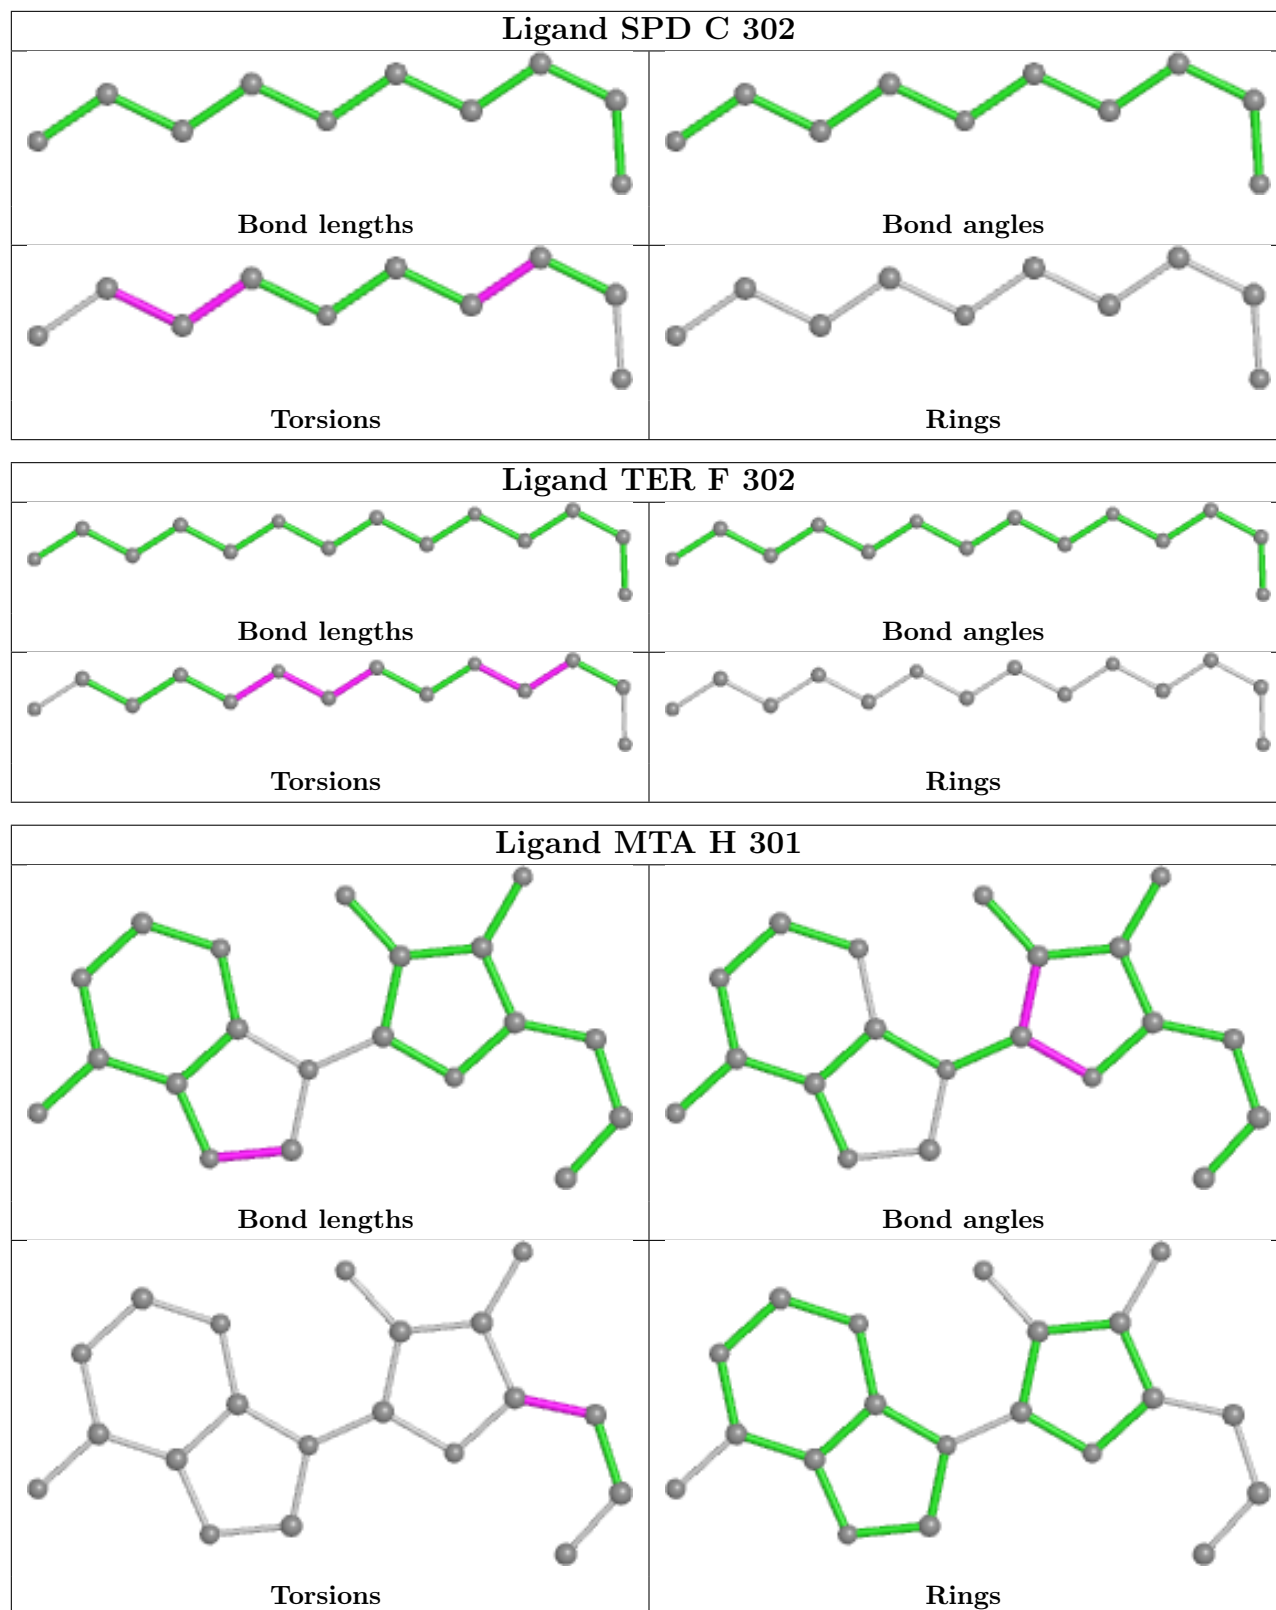 Ligand SPD C 302
Bond lengths
Bond angles
Torsions
Rings
Ligand TER F 302
Bond lengths
Bond angles
Torsions
Rings
Ligand MTA H 301
Bond lengths
Bond angles
Torsions
Rings